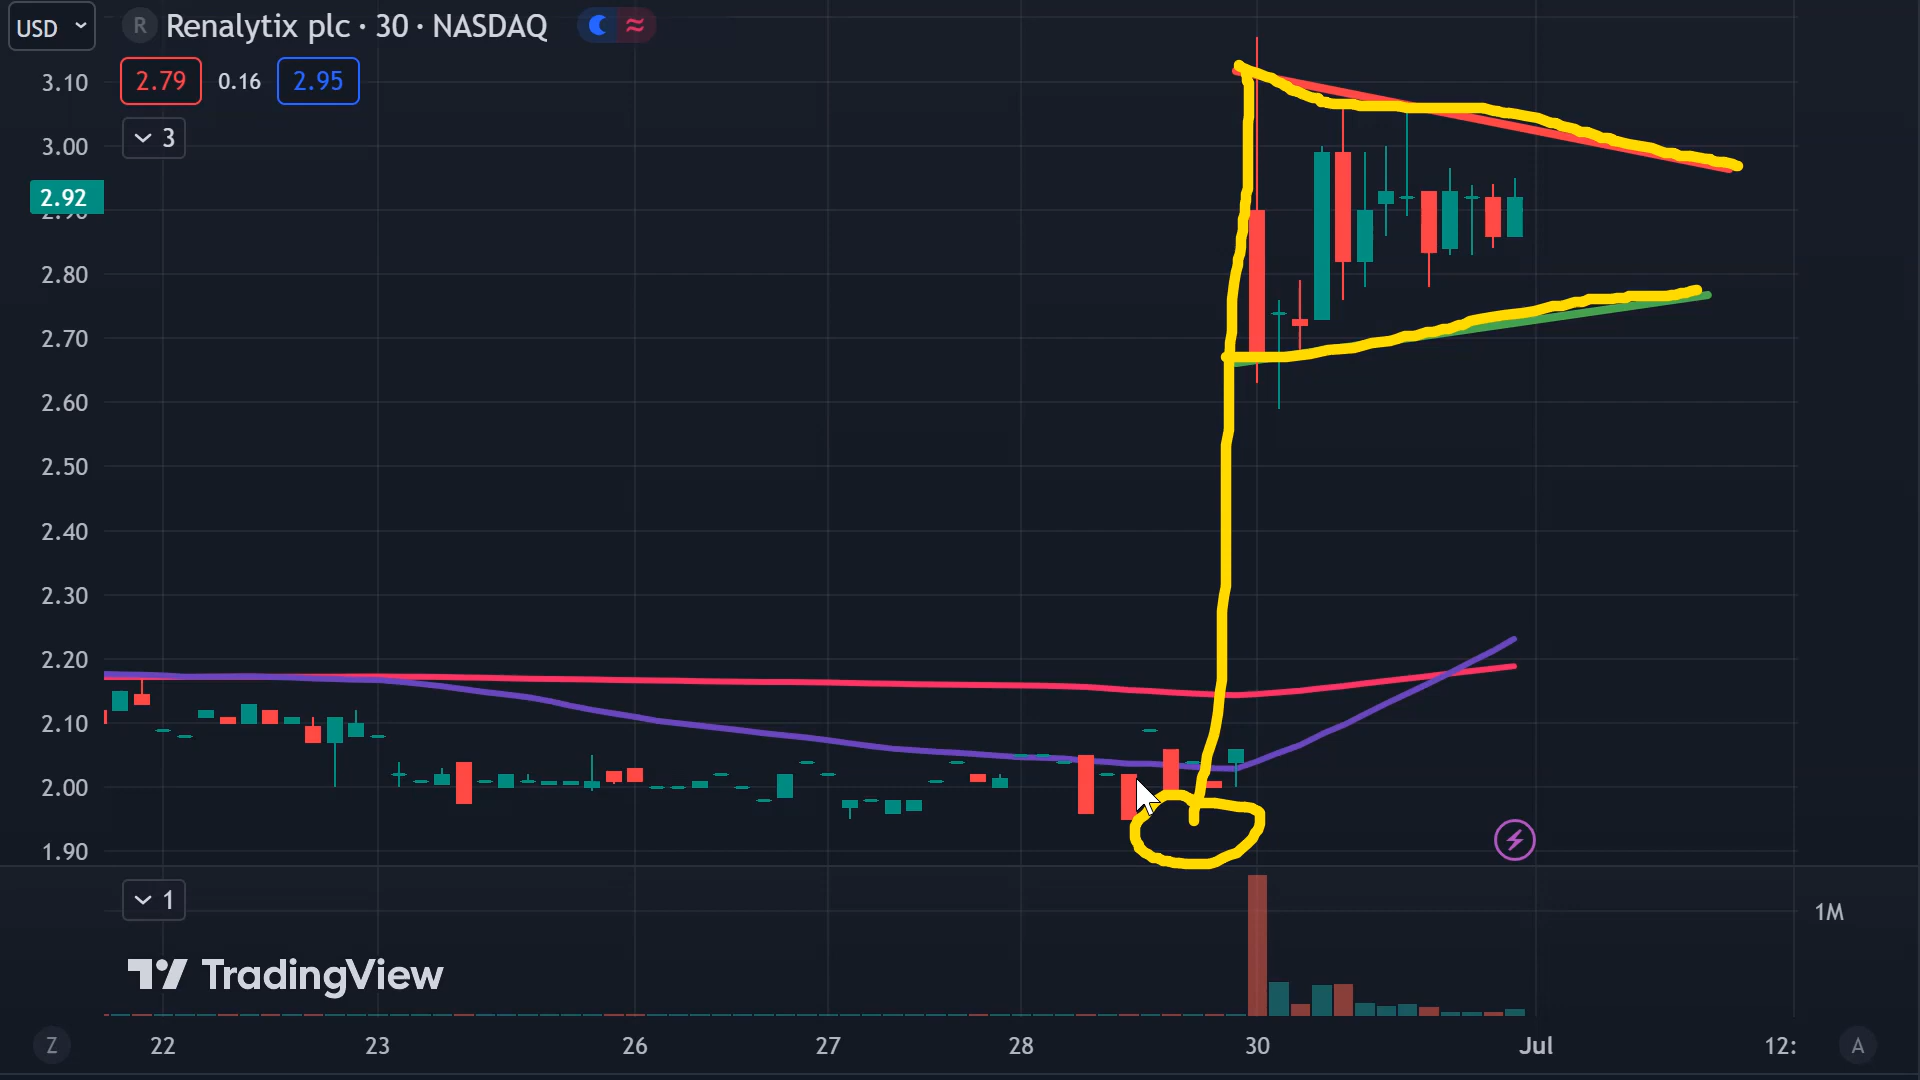 USD
R Renalytix plc · 30 · NASDAQ
2.79 0.16 2.95
3
3.10
3.00
2.92
2.90
2.80
2.70
2.60
2.50
2.40
2.30
2.20
2.10
2.00
1.90
1
1M
TradingView
Z 22 23 26 27 28 30 Jul 12: A